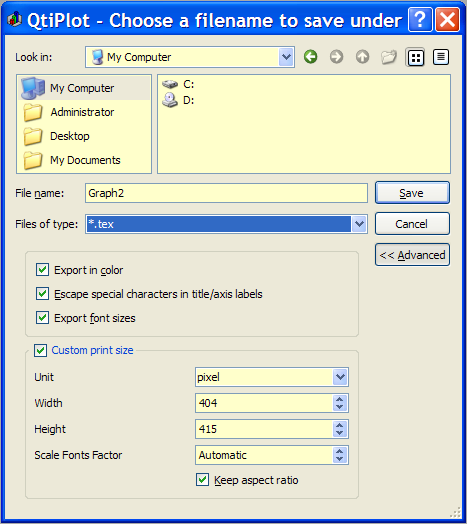 QtiPlot - Choose a filename to save under
Look in: My Computer
My Computer
Administrator
Desktop
My Documents
C:
D:
File name: Graph2 Save
Files of type: *.tex Cancel
<< Advanced
Export in color
Escape special characters in title/axis labels
Export font sizes
Custom print size
Unit pixel
Width 404
Height 415
Scale Fonts Factor Automatic
Keep aspect ratio